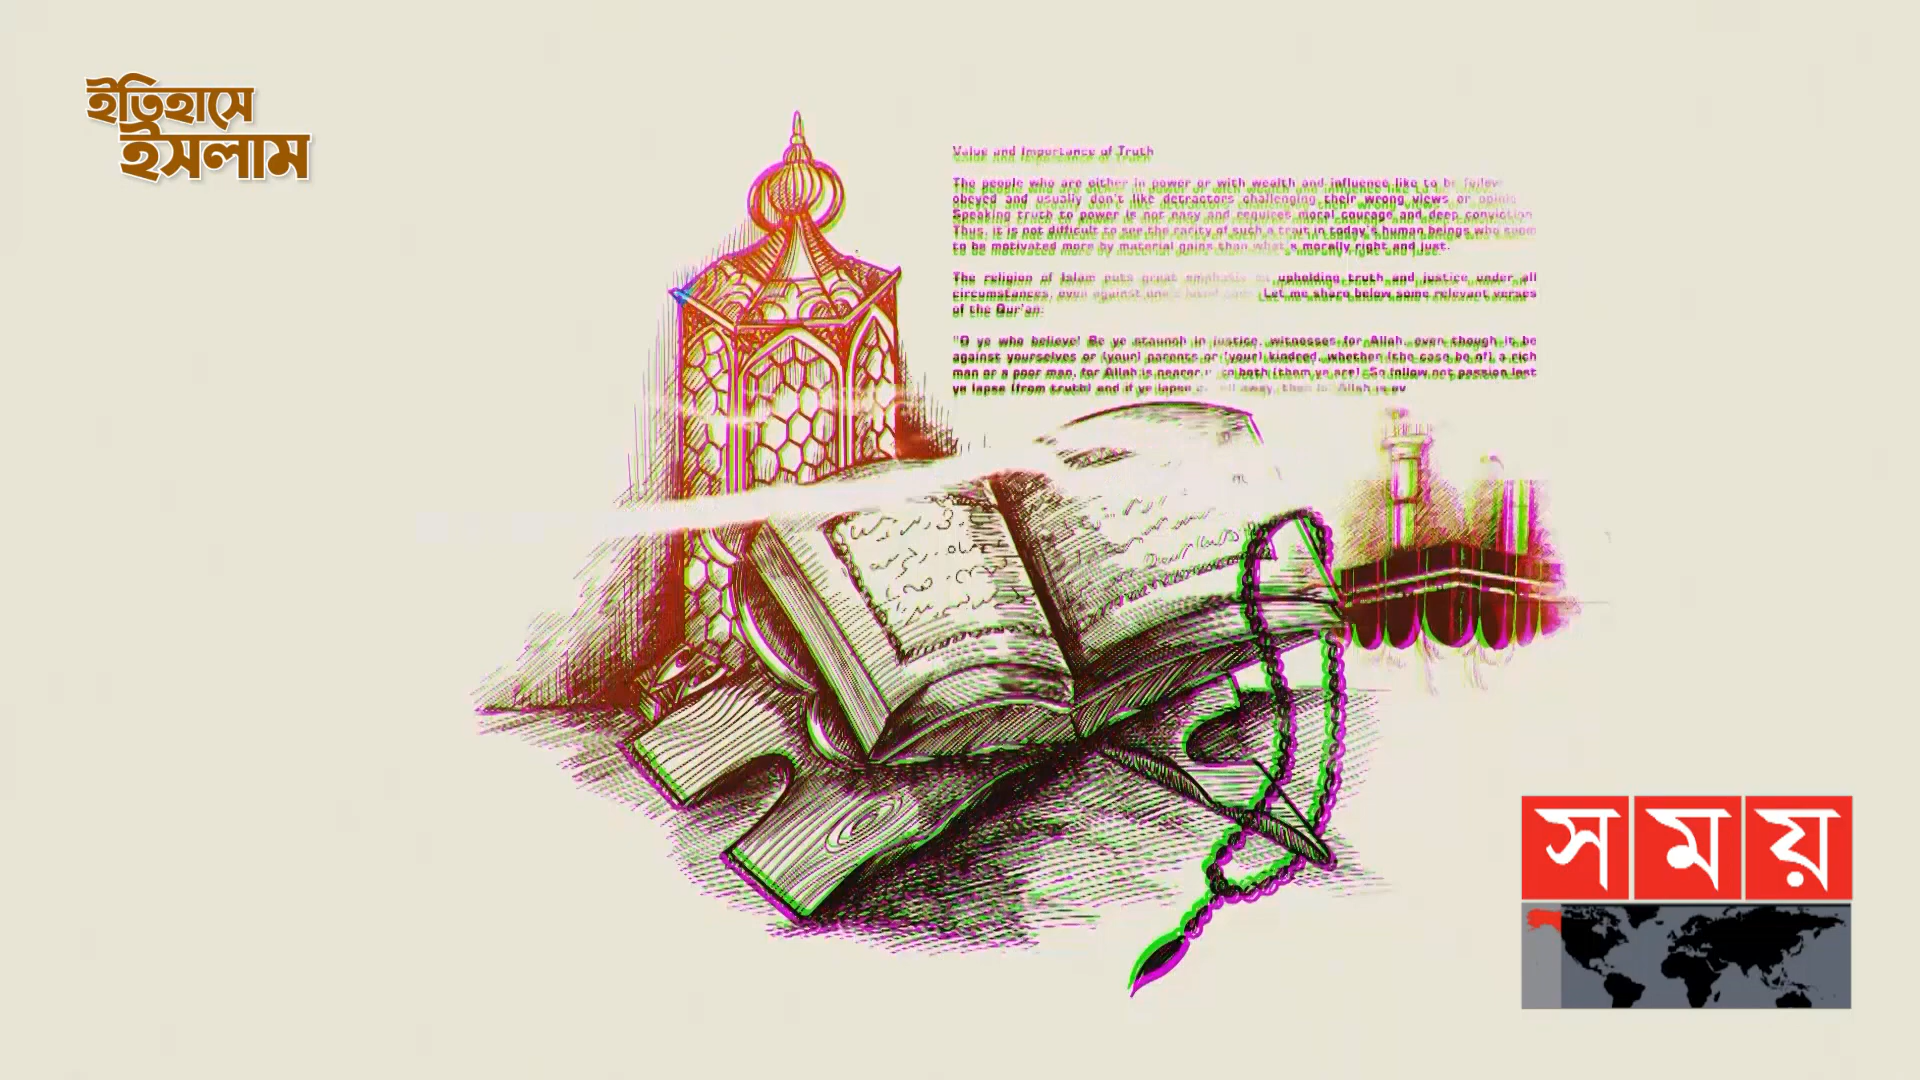 ইতিহাসে
ইসলাম
Value and Importance of Truth
The people who are either in power or with wealth and influence like to be
obeyed and usually don't like detractors challenging their wrong views or
Speaking truth to power is not easy and requires moral courage and deep conviction
Thus, it is not difficult to see the rarity of such a trait in today's human beings who seem
to be motivated more by material gains than what's morally right and just.
The religion of Islam puts great emphasis on upholding truth and justice under all
circumstances, even against one's Let me share below some relevant verses
of the Qur'an:
"O ye who believe! Be ye staunch in justice, witnesses for Allah, even though it be
against yourselves or (your) parents or (your) kindred, whether (the case be of) a rich
man or a poor man, for Allah is nearer both (them ye are). So follow not passion lest
ye lapse (from truth) and if ye lapse away, then lo! Allah is
সময়